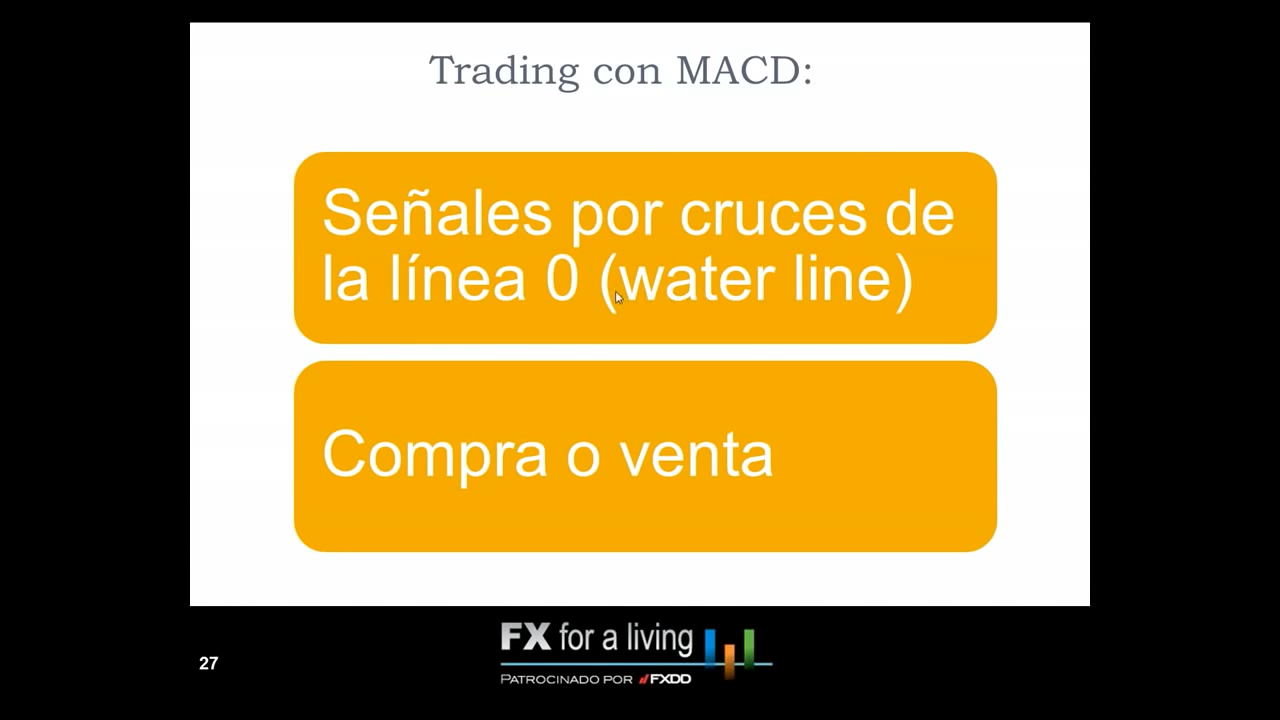 Trading con MACD:
Señales por cruces de
la línea 0 (water line)
Compra o venta
FX for a living
27
PATROCINADO POR FXDD